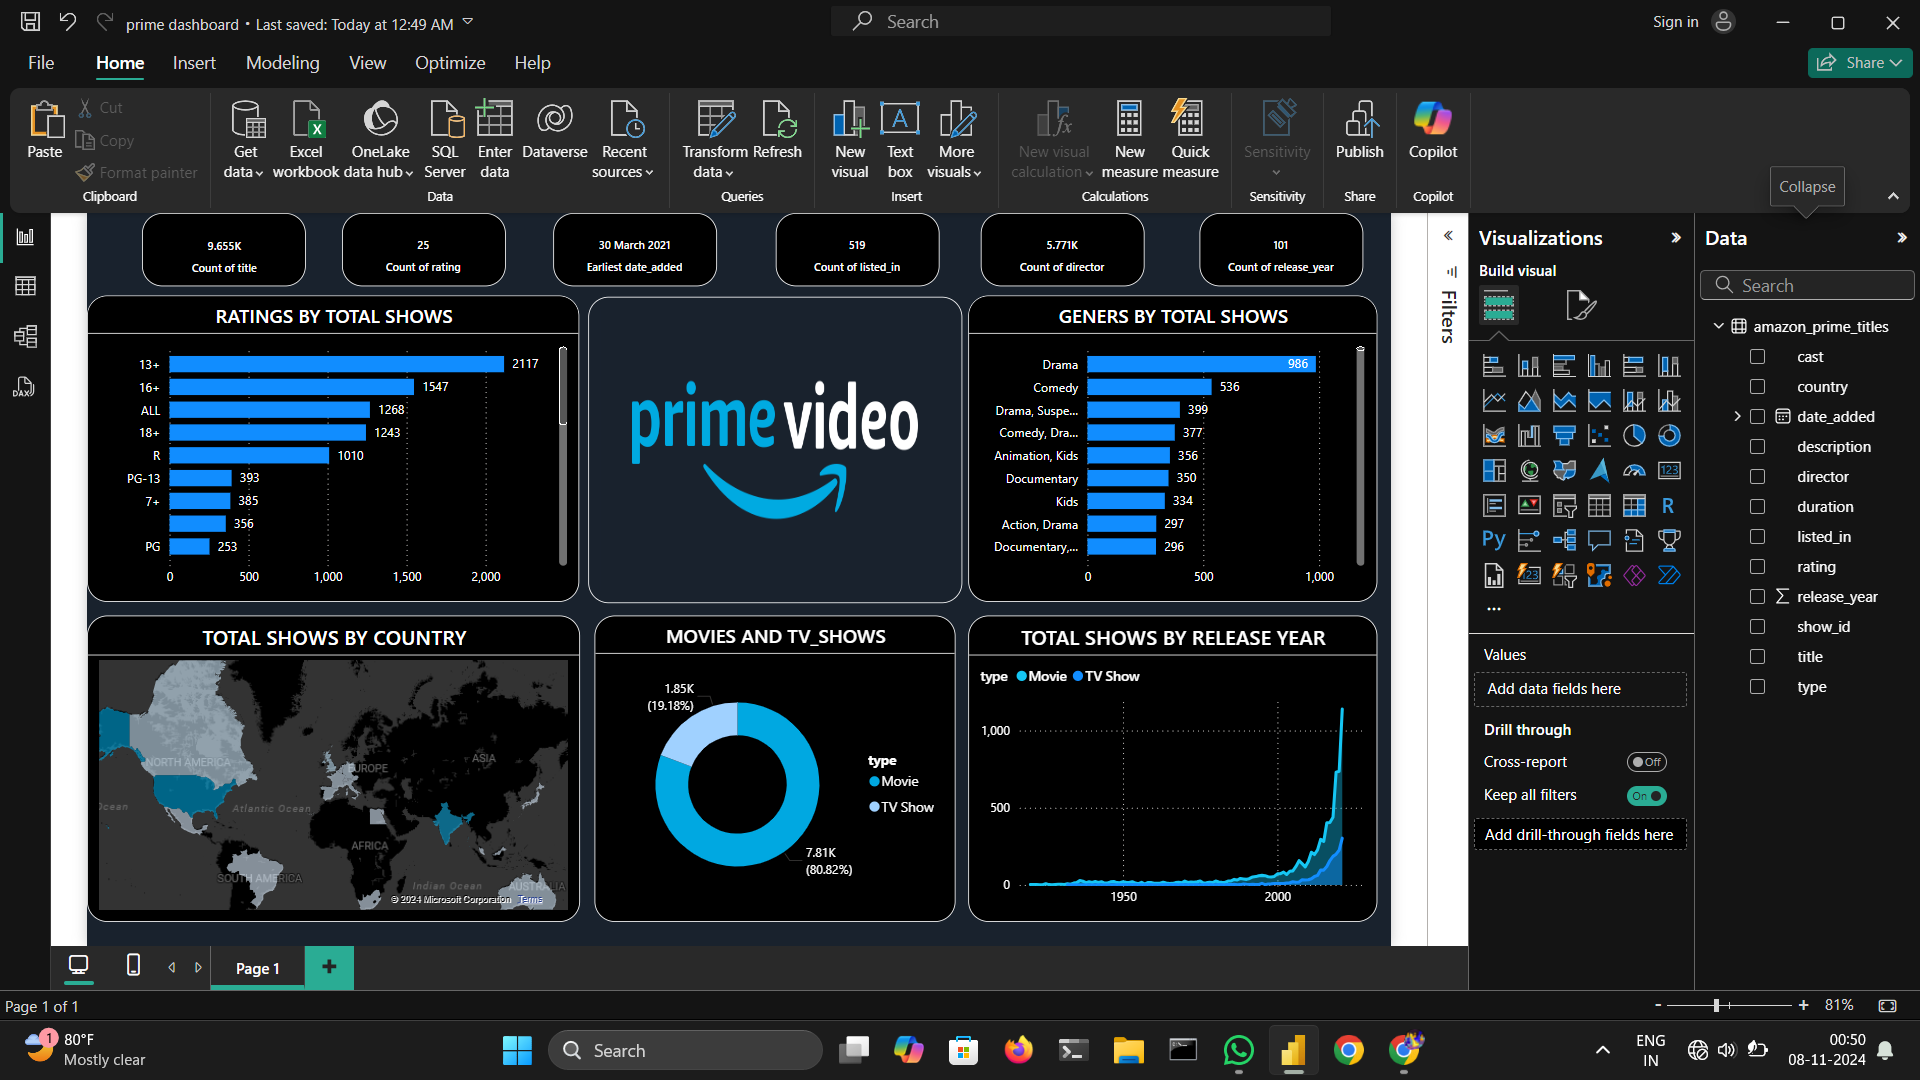 prime dashboard • Last saved: Today at 12:49 AM
Search
Sign in
File
Home
Insert
Modeling
View
Optimize
Help
Share
Paste
Cut
Copy
Format painter
Clipboard
Get data
Excel workbook
OneLake data hub
SQL Server
Enter data
Dataverse
Recent sources
Data
Transform data
Refresh
Queries
New visual
Text box
More visuals
Insert
New visual calculation
New measure
Quick measure
Calculations
Sensitivity
Sensitivity
Publish
Share
Copilot
Copilot
Collapse
9.655K
Count of title
25
Count of rating
30 March 2021
Earliest date_added
519
Count of listed_in
5.771K
Count of director
101
Count of release_year
RATINGS BY TOTAL SHOWS
13+ 2117
16+ 1547
ALL 1268
18+ 1243
R 1010
PG-13 393
7+ 385
356
PG 253
0 500 1,000 1,500 2,000
prime video
GENERS BY TOTAL SHOWS
Drama 986
Comedy 536
Drama, Suspe... 399
Comedy, Dra... 377
Animation, Kids 356
Documentary 350
Kids 334
Action, Drama 297
Documentary,... 296
0 500 1,000
TOTAL SHOWS BY COUNTRY
NORTH AMERICA
EUROPE
ASIA
Ocean
Atlantic Ocean
AFRICA
SOUTH AMERICA
Indian Ocean
AUSTRALIA
© 2024 Microsoft Corporation Terms
MOVIES AND TV_SHOWS
1.85K
(19.18%)
7.81K
(80.82%)
type
Movie
TV Show
TOTAL SHOWS BY RELEASE YEAR
type Movie TV Show
1,000
500
0
1950 2000
Filters
Visualizations
Build visual
123
R
Py
123
...
Values
Add data fields here
Drill through
Cross-report Off
Keep all filters On
Add drill-through fields here
Data
Search
amazon_prime_titles
cast
country
date_added
description
director
duration
listed_in
rating
release_year
show_id
title
type
DAX
Page 1
+
Page 1 of 1
- + 81%
1
80°F
Mostly clear
Search
ENG
IN
00:50
08-11-2024